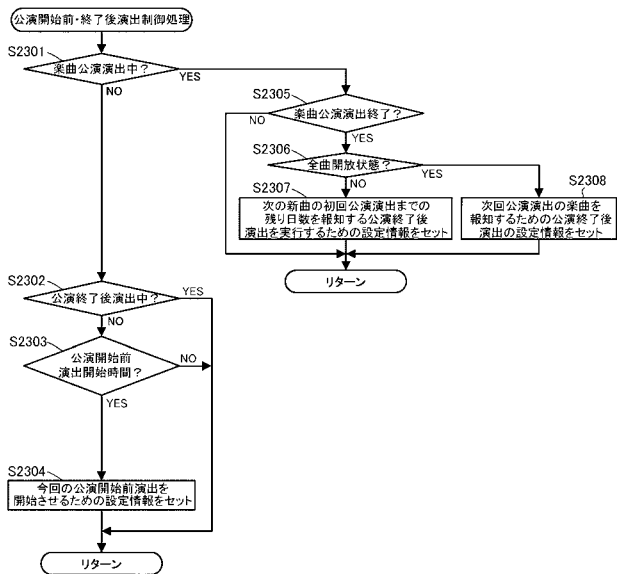 公演開始前・終了後演出制御処理
S2301
楽曲公演演出中？
YES
NO
S2305
楽曲公演演出終了？
NO
YES
S2306
全曲開放状態？
YES
NO
S2307
次の新曲の初回公演演出までの
残り日数を報知する公演終了後
演出を実行するための設定情報をセット
S2308
次回公演演出の楽曲を
報知するための公演終了後
演出の設定情報をセット
リターン
S2302
公演終了後演出中？
YES
NO
S2303
公演開始前
演出開始時間？
NO
YES
S2304
今回の公演開始前演出を
開始させるための設定情報をセット
リターン